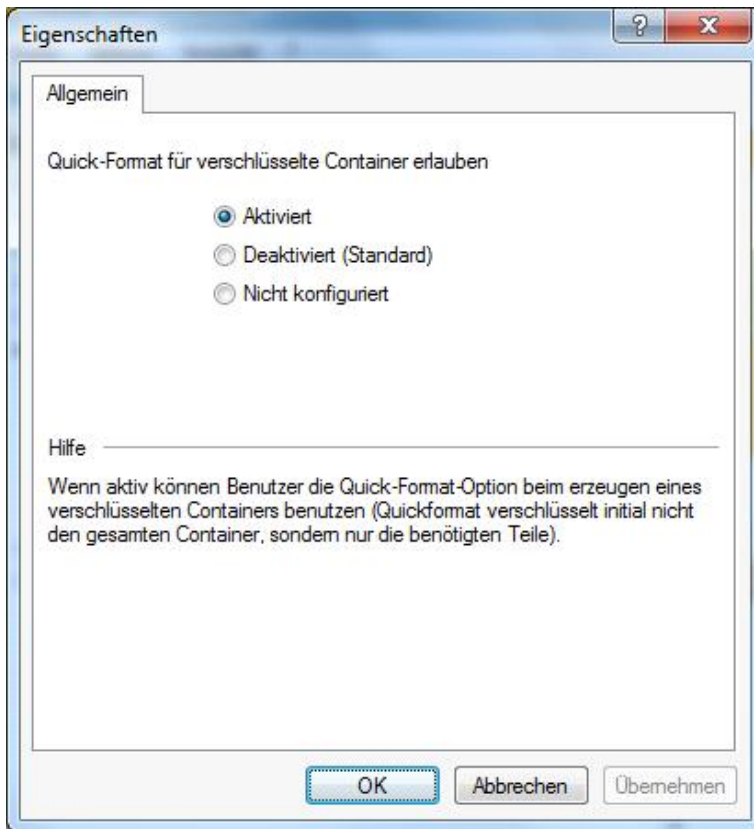 Eigenschaften
Allgemein
Quick-Format für verschlüsselte Container erlauben
Aktiviert
Deaktiviert (Standard)
Nicht konfiguriert
Hilfe
Wenn aktiv können Benutzer die Quick-Format-Option beim erzeugen eines
verschlüsselten Containers benutzen (Quickformat verschlüsselt initial nicht
den gesamten Container, sondern nur die benötigten Teile).
OK Abbrechen Übernehmen